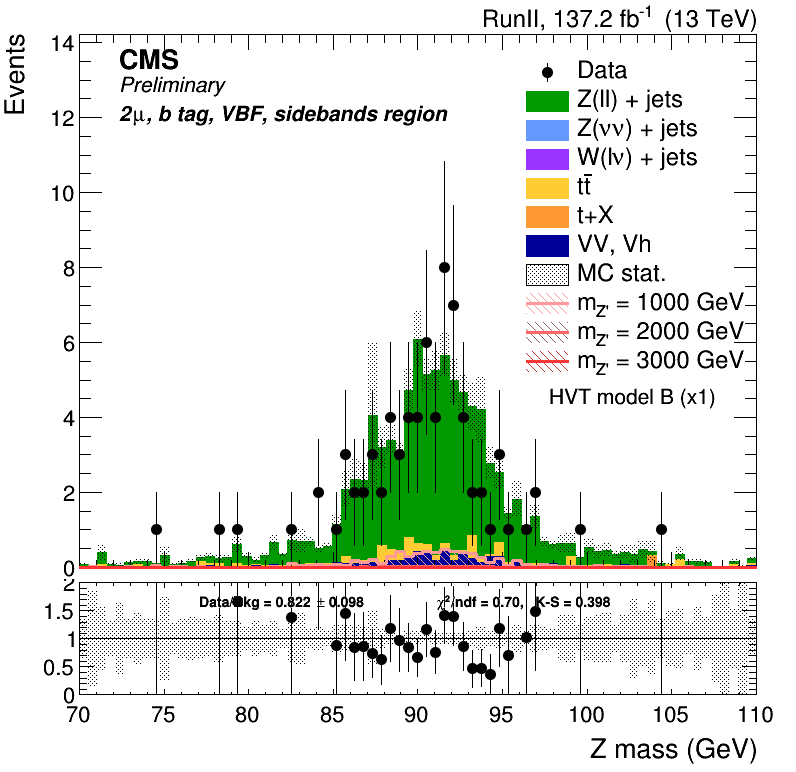 RunII, 137.2 fb⁻¹ (13 TeV)
Events
CMS
Preliminary
2μ, b tag, VBF, sidebands region
Data
Z(ll) + jets
Z(νν) + jets
W(lν) + jets
tt̄
t+X
VV, Vh
MC stat.
m_Z' = 1000 GeV
m_Z' = 2000 GeV
m_Z' = 3000 GeV
HVT model B (x1)
14
12
10
8
6
4
2
0
Data/Bkg = 0.822 ± 0.098
χ²/ndf = 0.70, K-S = 0.398
2
1.5
1
0.5
0
70 75 80 85 90 95 100 105 110
Z mass (GeV)